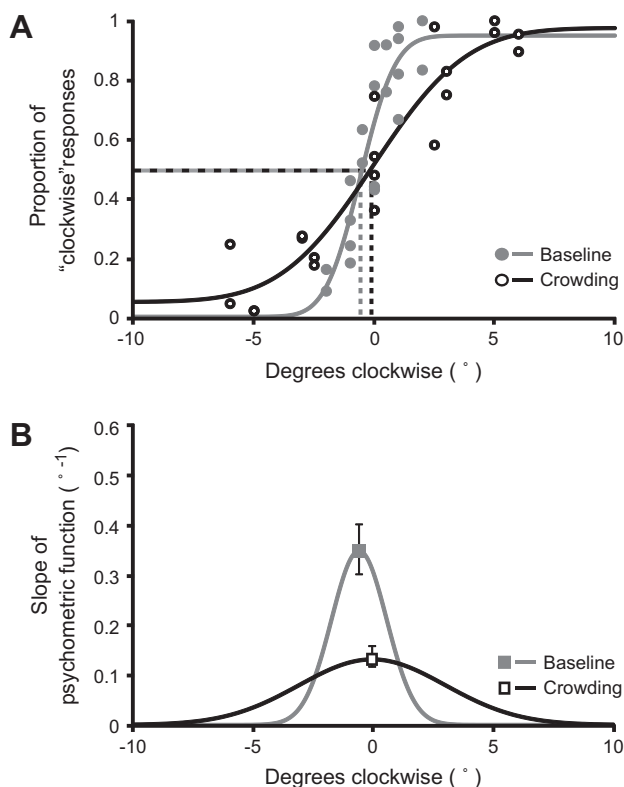 A
Proportion of
“clockwise”responses
1
0.8
0.6
0.4
0.2
0
Baseline
Crowding
-10
-5
0
5
10
Degrees clockwise ( ° )
B
Slope of
psychometric function ( ° -1)
0.6
0.5
0.4
0.3
0.2
0.1
0
Baseline
Crowding
-10
-5
0
5
10
Degrees clockwise ( ° )